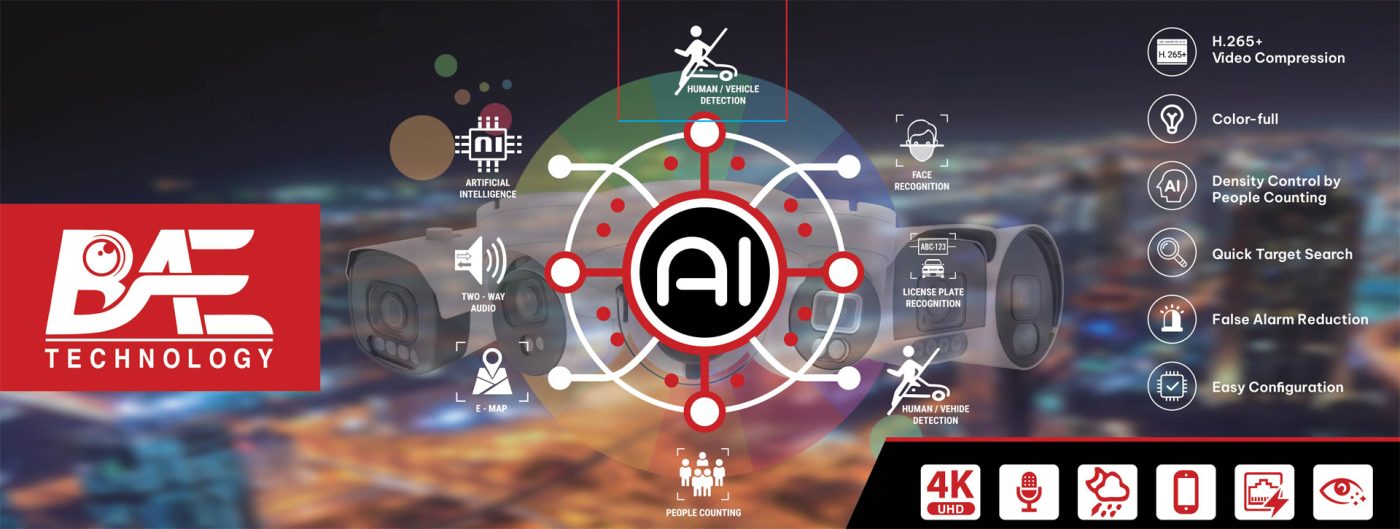 BAE
TECHNOLOGY
HUMAN / VEHICLE
DETECTION
AI
ARTIFICIAL
INTELLIGENCE
TWO - WAY
AUDIO
E - MAP
AI
FACE
RECOGNITION
ABC-123
LICENSE PLATE
RECOGNITION
HUMAN / VEHIDE
DETECTION
PEOPLE COUNTING
H.265+
H.265+
Video Compression
Color-full
AI
Density Control by
People Counting
Quick Target Search
False Alarm Reduction
Easy Configuration
4K
UHD